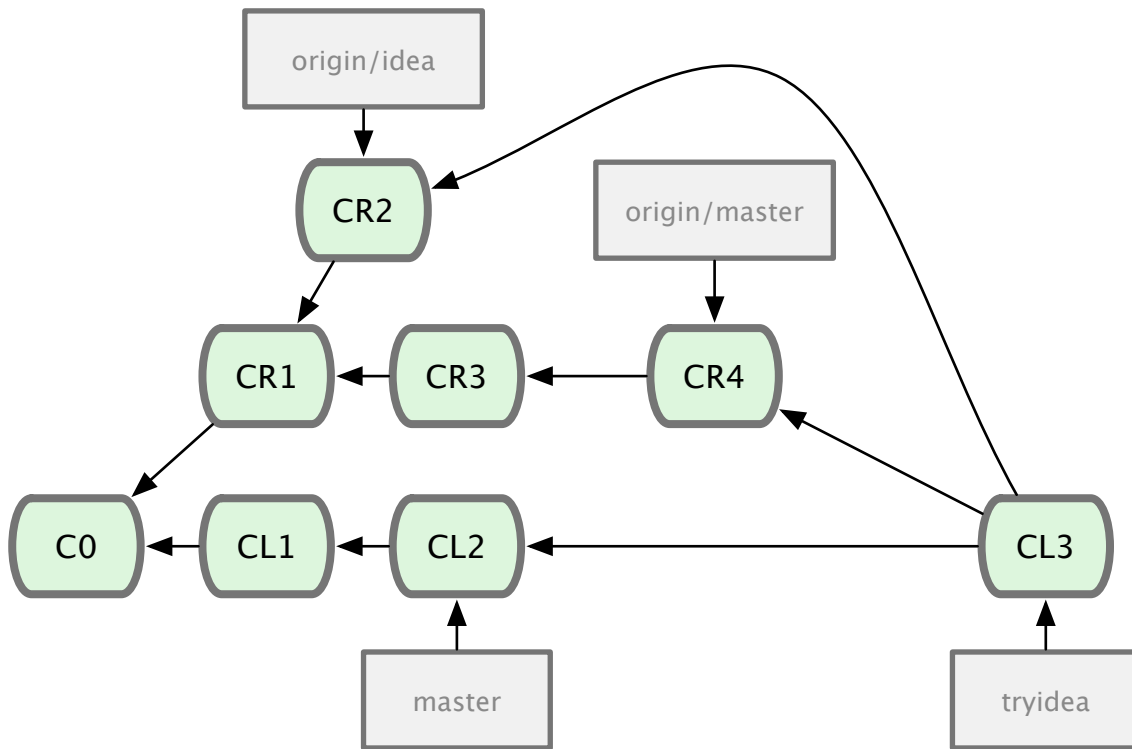 origin/idea
CR2
origin/master
CR1
CR3
CR4
C0
CL1
CL2
CL3
master
tryidea